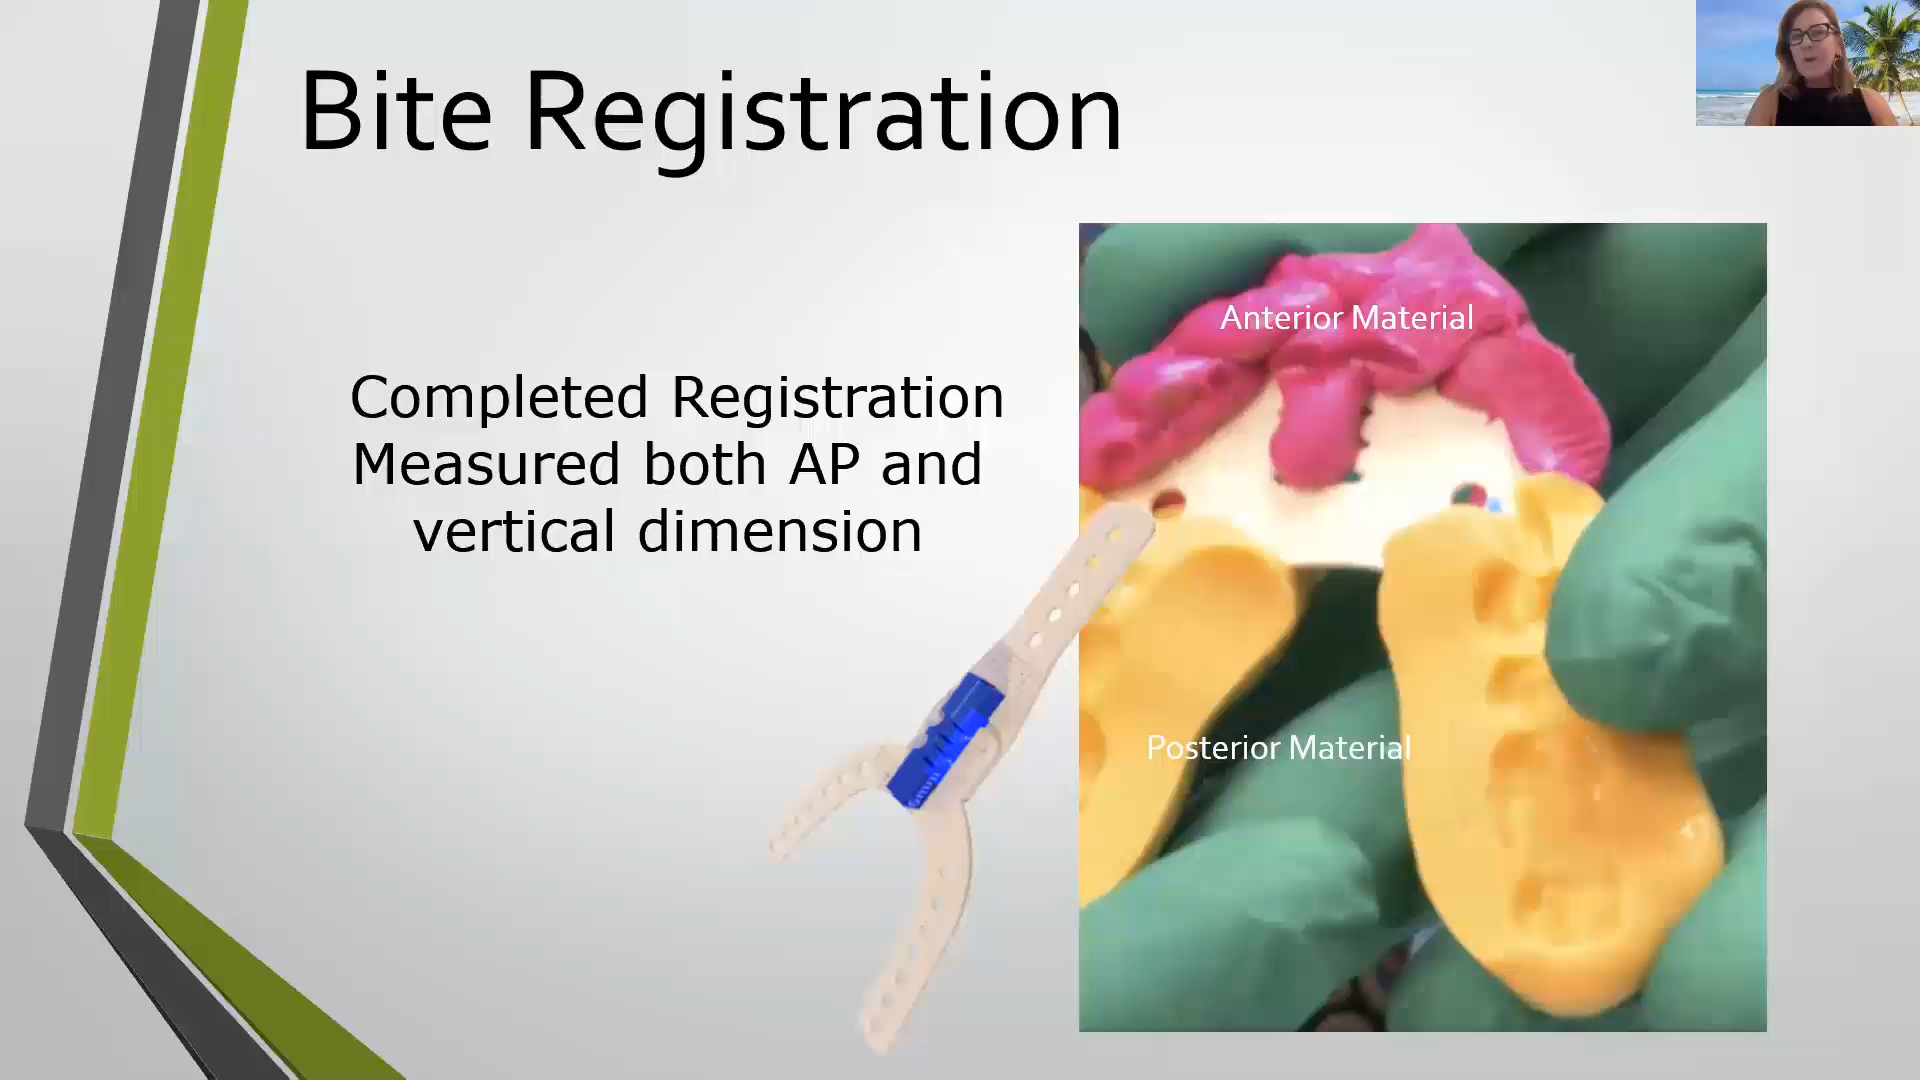 Bite Registration
Completed Registration
Measured both AP and
vertical dimension
Anterior Material
Posterior Material